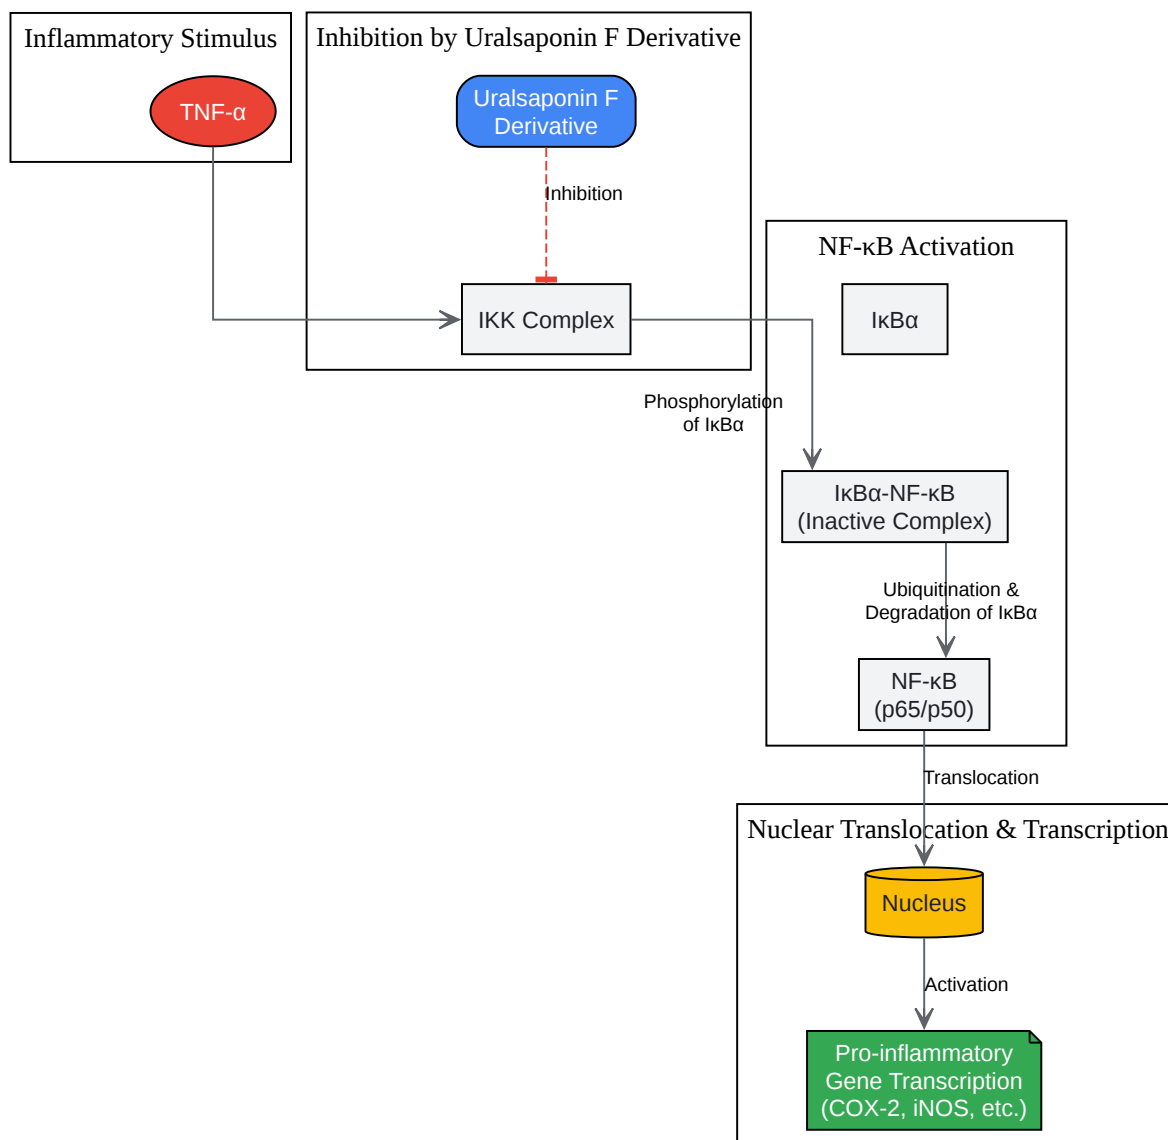 Inflammatory Stimulus
TNF-α
Inhibition by Uralsaponin F Derivative
Uralsaponin F
Derivative
Inhibition
IKK Complex
NF-κB Activation
IκBα
Phosphorylation
of IκBα
IκBα-NF-κB
(Inactive Complex)
Ubiquitination &
Degradation of IκBα
NF-κB
(p65/p50)
Translocation
Nuclear Translocation & Transcription
Nucleus
Activation
Pro-inflammatory
Gene Transcription
(COX-2, iNOS, etc.)